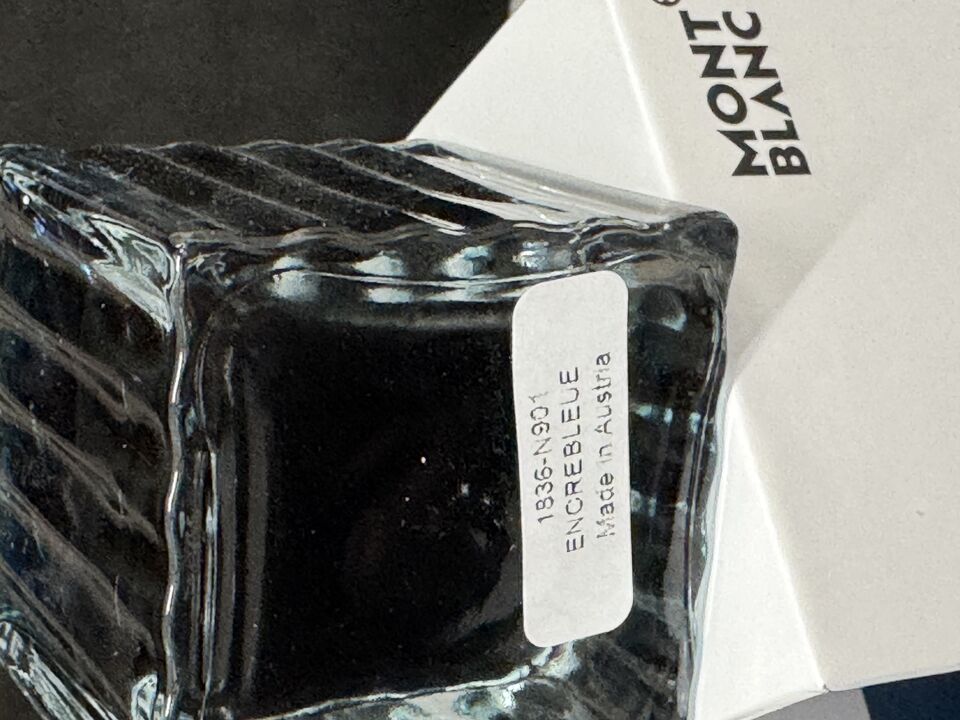 MONT
BLANC
1836-N901
ENCREBLEUE
Made in Austria